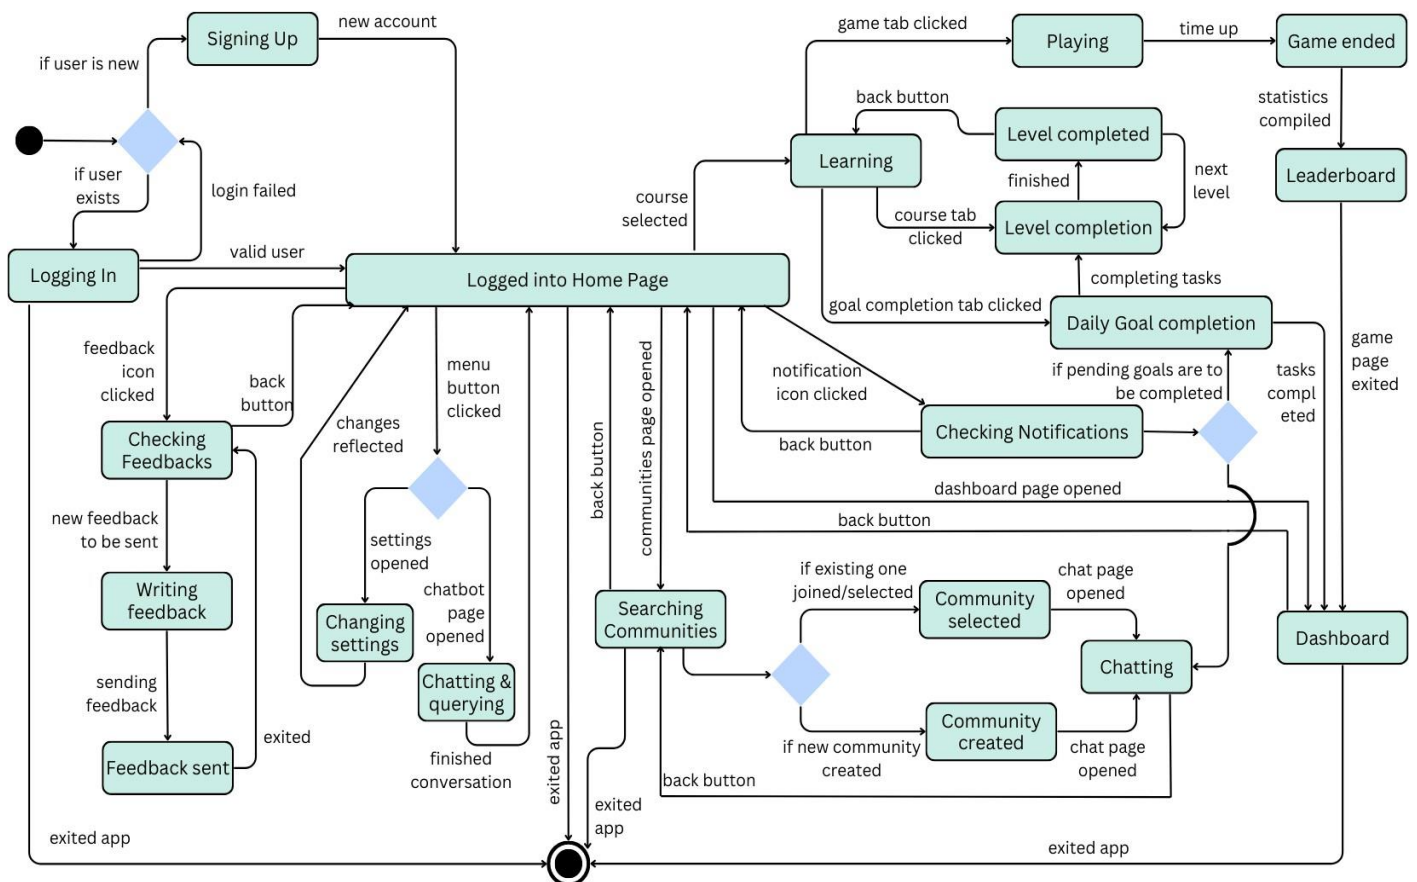 Signing Up
new account
if user is new
if user
exists
login failed
Logging In
valid user
Logged into Home Page
course
selected
game tab clicked
Playing
time up
Game ended
statistics
compiled
Leaderboard
back button
Level completed
Learning
finished
next
level
course tab
clicked
Level completion
completing tasks
goal completion tab clicked
Daily Goal completion
game
page
exited
tasks
compl
eted
if pending goals are to
be completed
notification
icon clicked
Checking Notifications
back button
feedback
icon
clicked
back
button
menu
button
clicked
changes
reflected
Checking
Feedbacks
back button
communities page opened
dashboard page opened
back button
new feedback
to be sent
settings
opened
chatbot
page
opened
Writing
feedback
Changing
settings
Searching
Communities
if existing one
joined/selected
Community
selected
chat page
opened
Chatting
Dashboard
Chatting &
querying
sending
feedback
Feedback sent
exited
finished
conversation
if new community
created
Community
created
chat page
opened
back button
exited app
exited
app
exited app
exited app